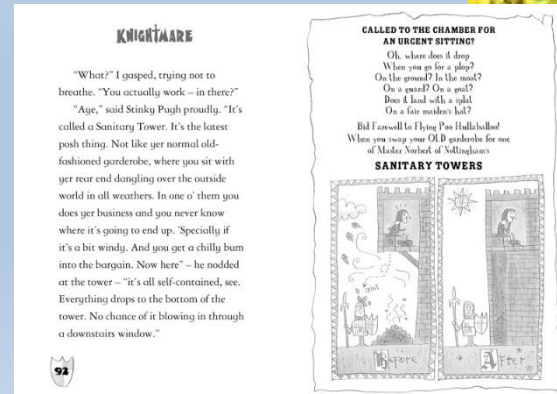 KNIGHTMARE
"What?" I gasped, trying not to
breathe. "You actually work – in there?"
"Aye," said Stinky Pugh proudly. "It's
called a Sanitary Tower. It's the latest
posh thing. Not like yer normal old-
fashioned garderobe, where you sit with
yer rear end dangling over the outside
world in all weathers. In one o' them you
does yer business and you never know
where it's going to end up. 'Specially if
it's a bit windy. And you get a chilly bum
into the bargain. Now here" – he nodded
at the tower – "it's all self-contained, see.
Everything drops to the bottom of the
tower. No chance of it blowing in through
a downstairs window."
92
CALLED TO THE CHAMBER FOR
AN URGENT SITTING?
Oh, where does it drop
When you go for a plop?
On the ground? In the moat?
On a guard? On a goat?
Does it land with a splat
On a fair maiden's hat?
Bid Farewell to Flying Poo Hullaballoo!
When you swap your OLD garderobe for one
of Master Norbert of Nottingham's
SANITARY TOWERS
Before
After